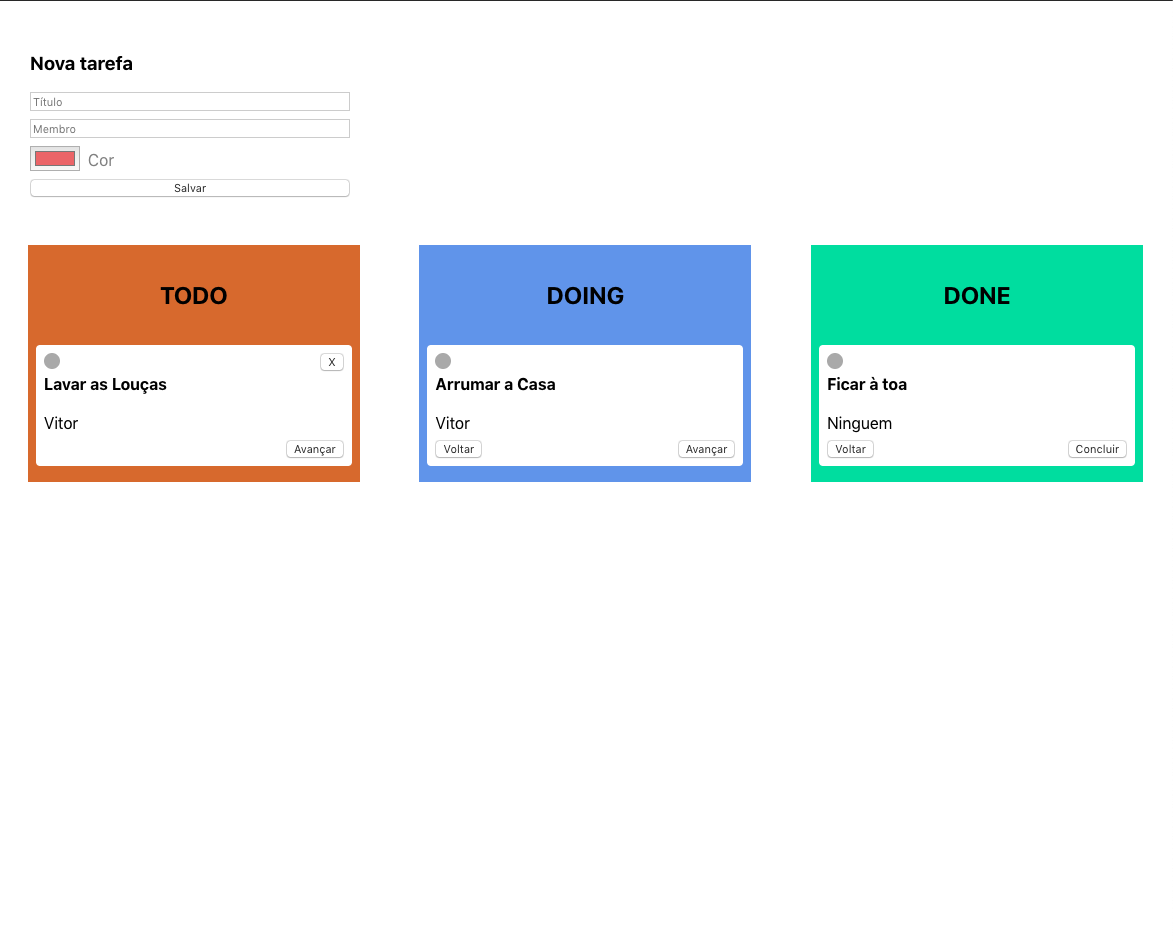 Nova tarefa
Título
Membro
Cor
Salvar
TODO
X
Lavar as Louças
Vitor
Avançar
DOING
Arrumar a Casa
Vitor
Voltar
Avançar
DONE
Ficar à toa
Ninguem
Voltar
Concluir